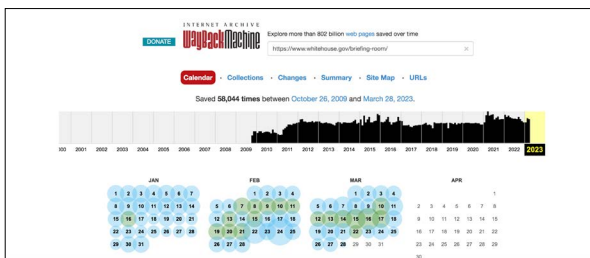 INTERNET ARCHIVE
WayBackMachine
DONATE
Explore more than 802 billion web pages saved over time
https://www.whitehouse.gov/briefing-room/ ×
Calendar · Collections · Changes · Summary · Site Map · URLs
Saved 58,044 times between October 26, 2009 and March 28, 2023.
2001 2002 2003 2004 2005 2006 2007 2008 2009 2010 2011 2012 2013 2014 2015 2016 2017 2018 2019 2020 2021 2022 2023
JAN FEB MAR APR
1 2 3 4 5 6 7 1 2 3 4 1 2 3 4 1
8 9 10 11 12 13 14 5 6 7 8 9 10 11 5 6 7 8 9 10 11 2 3 4 5 6 7 8
15 16 17 18 19 20 21 12 13 14 15 16 17 18 12 13 14 15 16 17 18 9 10 11 12 13 14 15
22 23 24 25 26 27 28 19 20 21 22 23 24 25 19 20 21 22 23 24 25 16 17 18 19 20 21 22
29 30 31 26 27 28 26 27 28 29 30 31 23 24 25 26 27 28 29
30